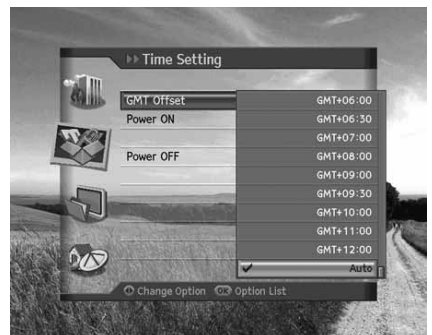 Time Setting
GMT Offset
Power ON
Power OFF
GMT+06:00
GMT+06:30
GMT+07:00
GMT+08:00
GMT+09:00
GMT+09:30
GMT+10:00
GMT+11:00
GMT+12:00
Auto
Change Option OK Option List